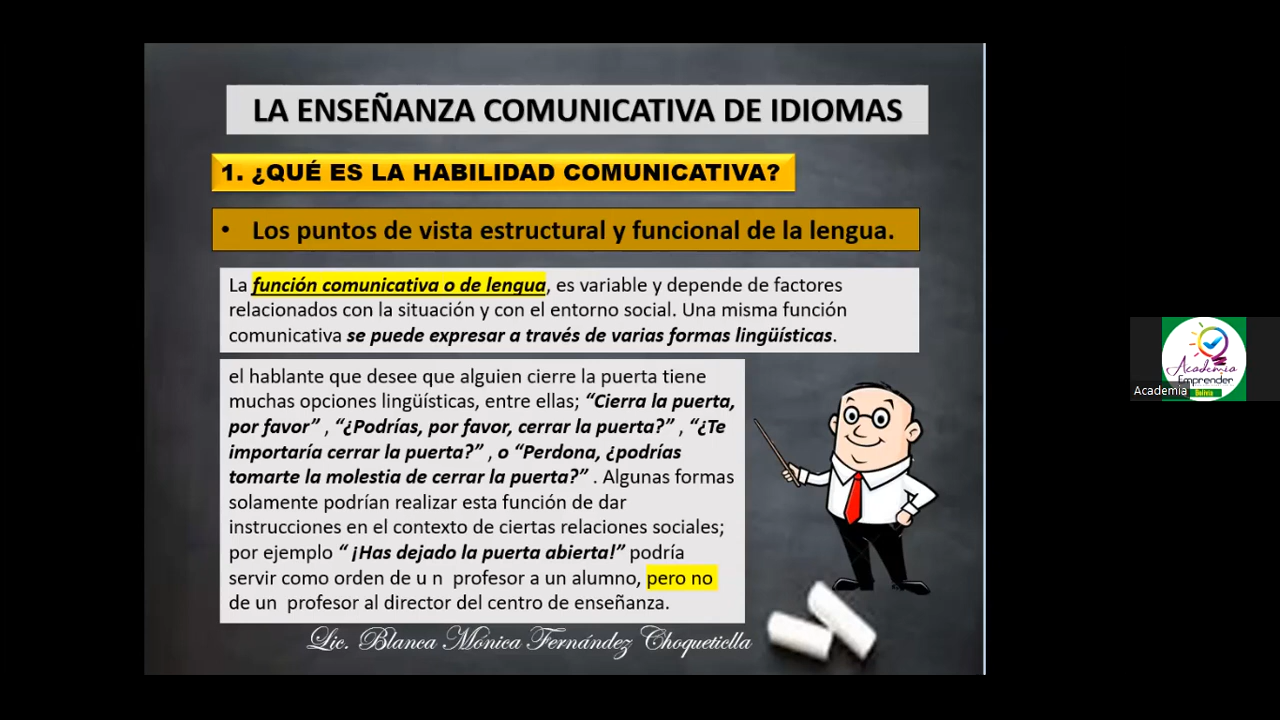 LA ENSEÑANZA COMUNICATIVA DE IDIOMAS
1. ¿QUÉ ES LA HABILIDAD COMUNICATIVA?
• Los puntos de vista estructural y funcional de la lengua.
La función comunicativa o de lengua, es variable y depende de factores
relacionados con la situación y con el entorno social. Una misma función
comunicativa se puede expresar a través de varias formas lingüísticas.
el hablante que desee que alguien cierre la puerta tiene
muchas opciones lingüísticas, entre ellas; “Cierra la puerta,
por favor” , “¿Podrías, por favor, cerrar la puerta?” , “¿Te
importaría cerrar la puerta?” , o “Perdona, ¿podrías
tomarte la molestia de cerrar la puerta?” . Algunas formas
solamente podrían realizar esta función de dar
instrucciones en el contexto de ciertas relaciones sociales;
por ejemplo “ ¡Has dejado la puerta abierta!” podría
servir como orden de u n profesor a un alumno, pero no
de un profesor al director del centro de enseñanza.
Lic. Blanca Mónica Fernández Choqueticlla
Academia
Emprender
Bolivia
Academia